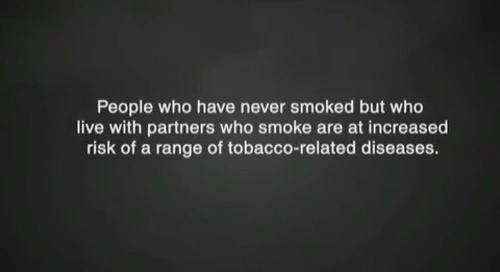 People who have never smoked but who
live with partners who smoke are at increased
risk of a range of tobacco-related diseases.